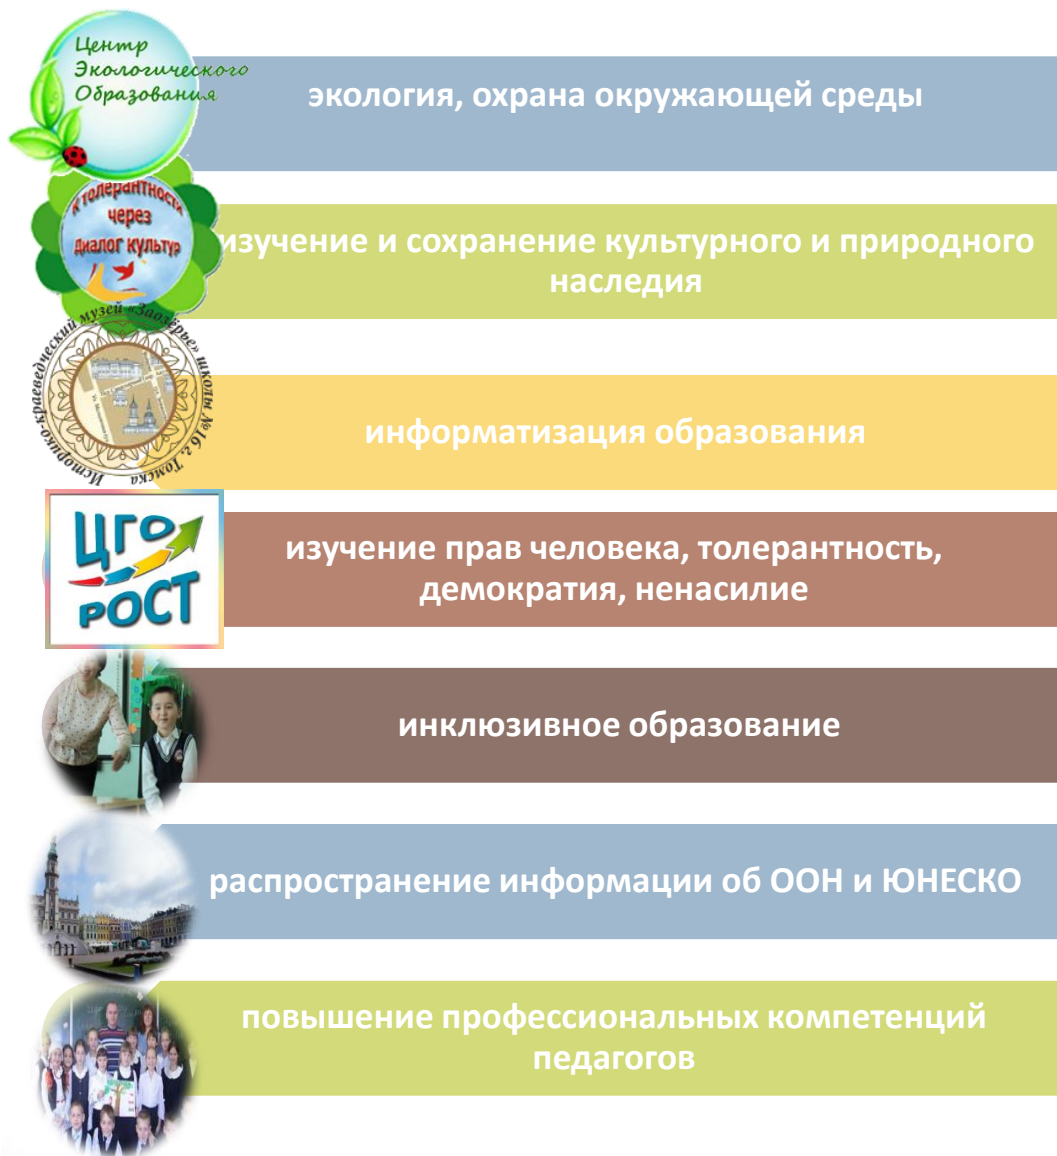 Центр
Экологического
Образования
экология, охрана окружающей среды
к толерантности
через
диалог культур
изучение и сохранение культурного и природного
наследия
Историко-краеведческий музей «Заозёрье» школы №16 г. Томска
информатизация образования
ЦГО
РОСТ
изучение прав человека, толерантность,
демократия, ненасилие
инклюзивное образование
распространение информации об ООН и ЮНЕСКО
повышение профессиональных компетенций
педагогов